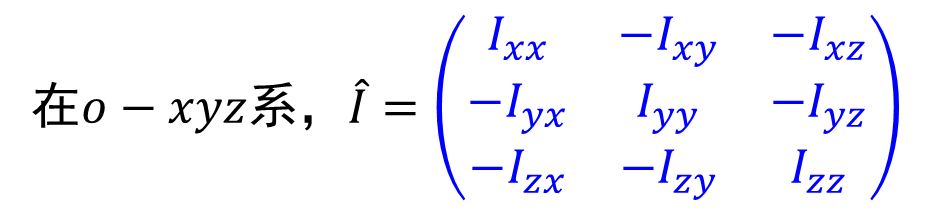 在o − xyz系，Î = ( I_xx −I_xy −I_xz
−I_yx I_yy −I_yz
−I_zx −I_zy I_zz )